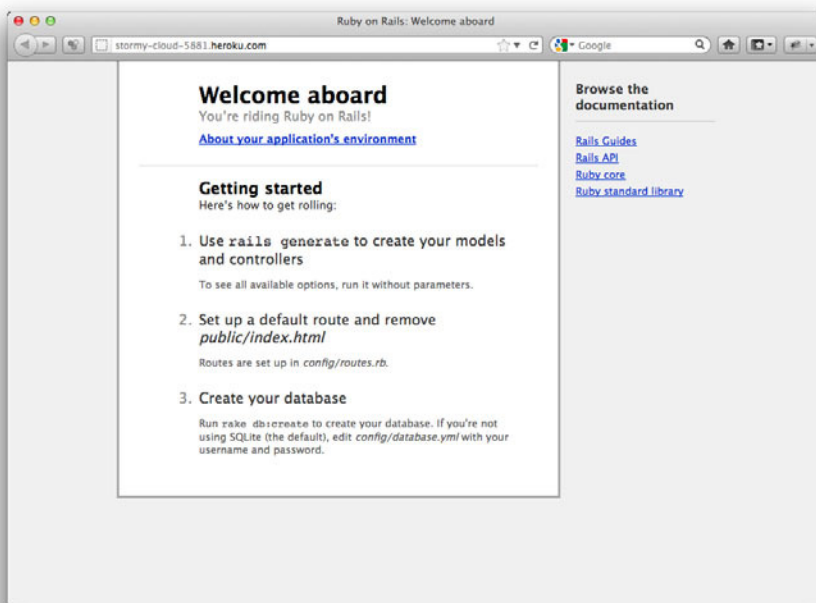 Ruby on Rails: Welcome aboard
stormy-cloud-5881.heroku.com
Google
Welcome aboard
You're riding Ruby on Rails!
About your application's environment
Getting started
Here's how to get rolling:
1. Use rails generate to create your models
and controllers
To see all available options, run it without parameters.
2. Set up a default route and remove
public/index.html
Routes are set up in config/routes.rb.
3. Create your database
Run rake db:create to create your database. If you're not
using SQLite (the default), edit config/database.yml with your
username and password.
Browse the
documentation
Rails Guides
Rails API
Ruby core
Ruby standard library